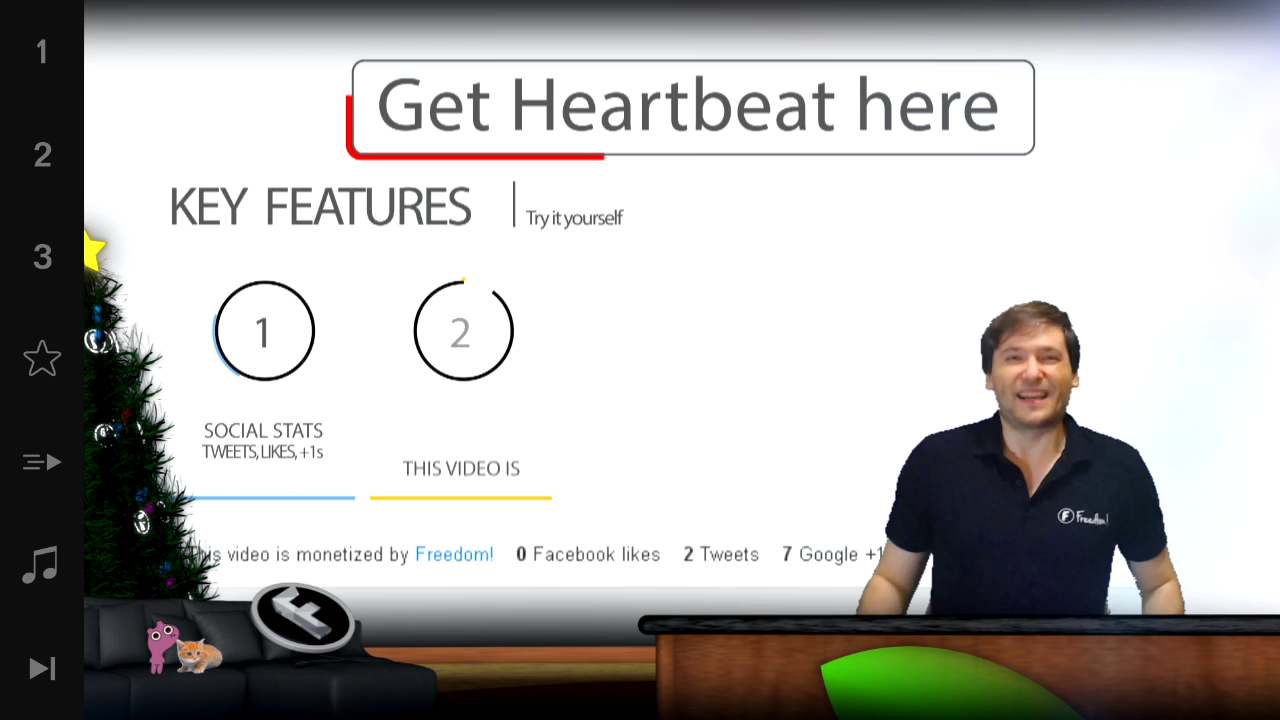 1
2
3
Get Heartbeat here
KEY FEATURES
Try it yourself
1
2
SOCIAL STATS
TWEETS, LIKES, +1s
THIS VIDEO IS
this video is monetized by Freedom! 0 Facebook likes 2 Tweets 7 Google +1
F Freedom!
F